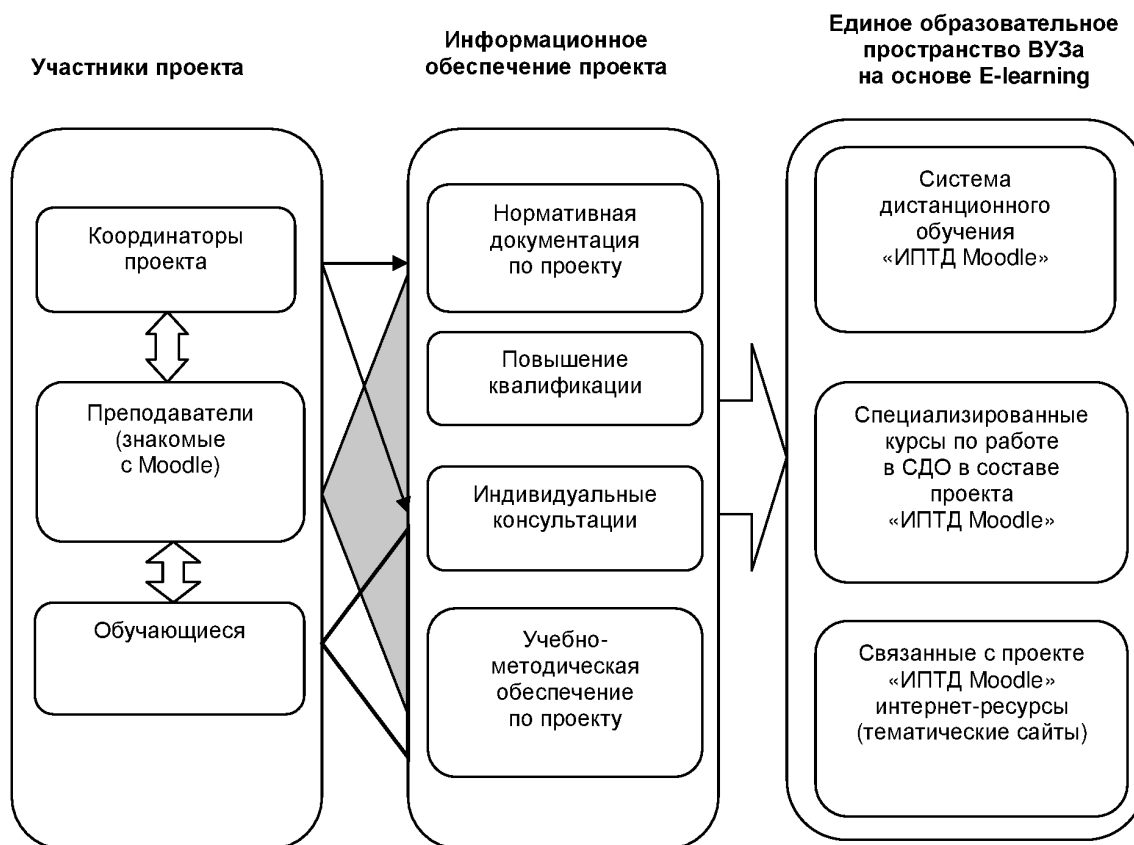 Участники проекта
Информационное
обеспечение проекта
Единое образовательное
пространство ВУЗа
на основе E-learning
Координаторы
проекта
Преподаватели
(знакомые
с Moodle)
Обучающиеся
Нормативная
документация
по проекту
Повышение
квалификации
Индивидуальные
консультации
Учебно-
методическая
обеспечение
по проекту
Система
дистанционного
обучения
«ИПТД Moodle»
Специализированные
курсы по работе
в СДО в составе
проекта
«ИПТД Moodle»
Связанные с проекте
«ИПТД Moodle»
интернет-ресурсы
(тематические сайты)